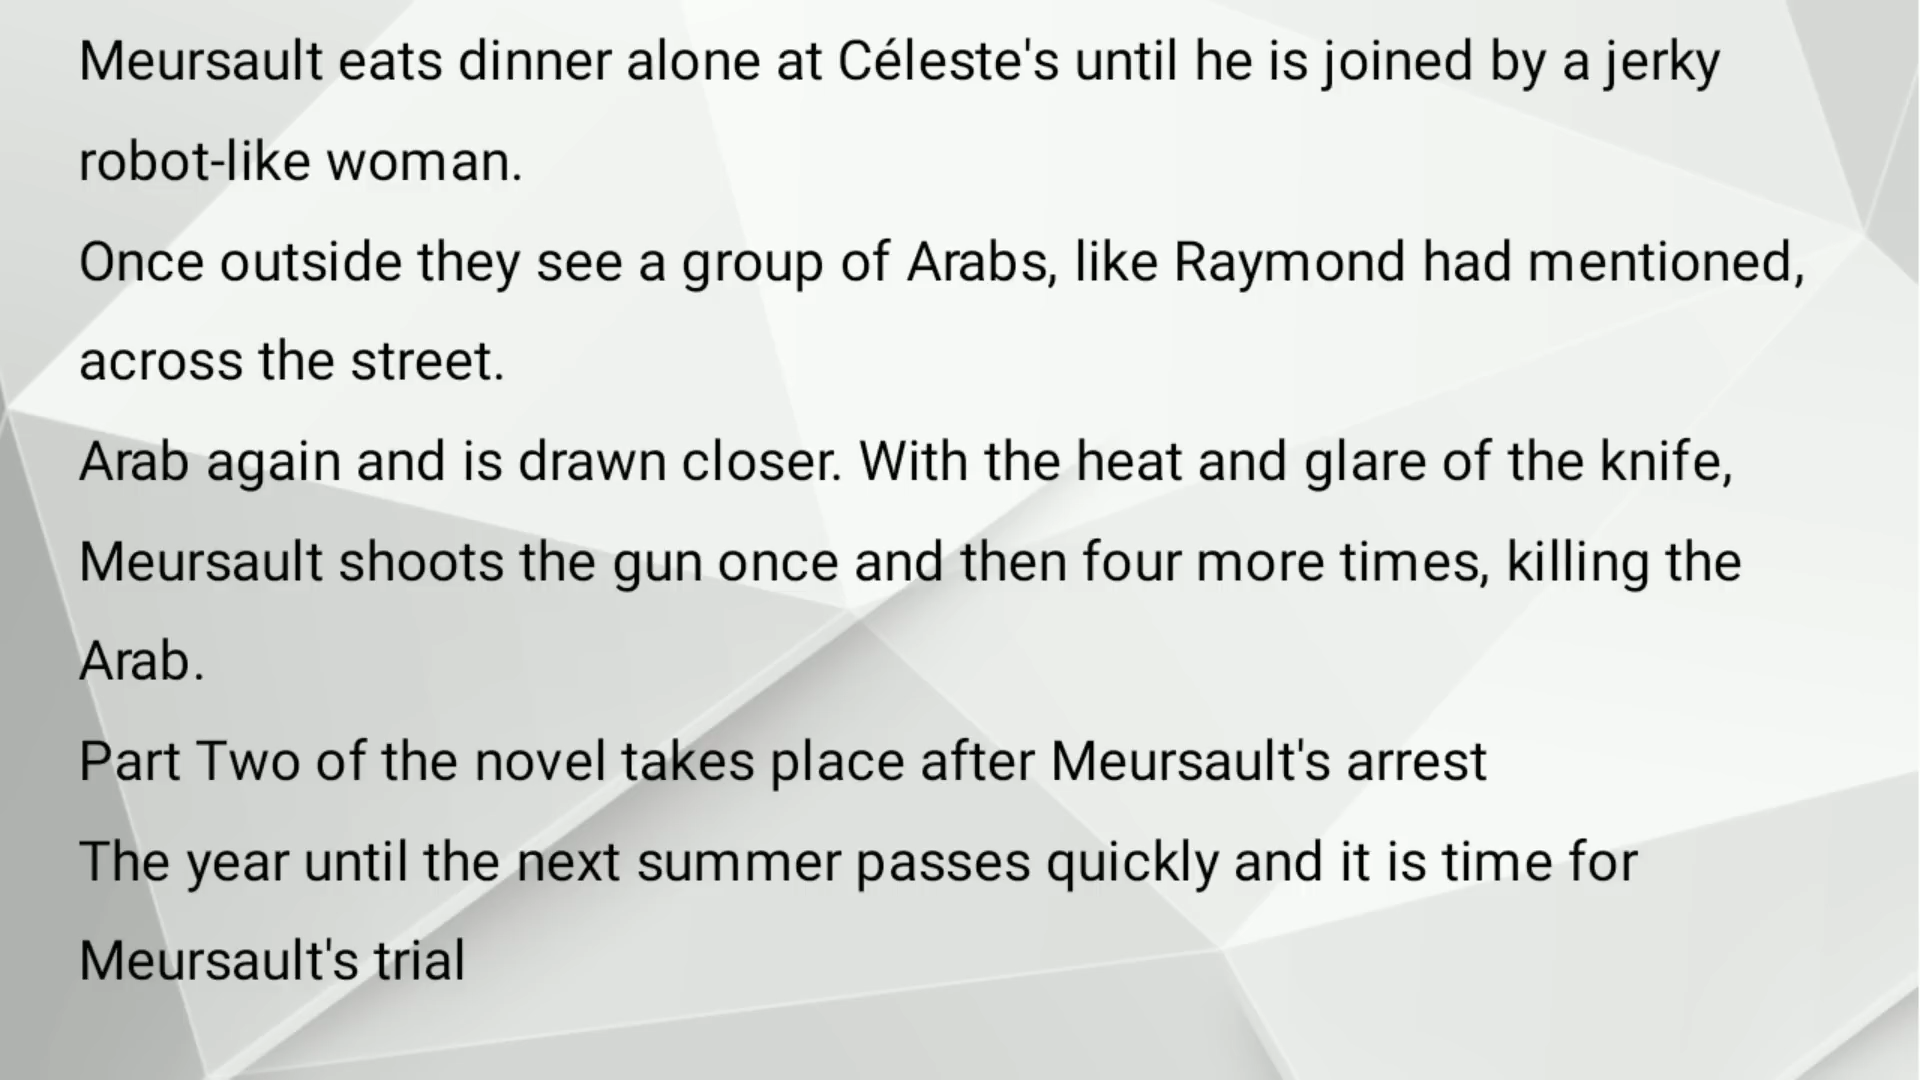 Meursault eats dinner alone at Céleste's until he is joined by a jerky
robot-like woman.
Once outside they see a group of Arabs, like Raymond had mentioned,
across the street.
Arab again and is drawn closer. With the heat and glare of the knife,
Meursault shoots the gun once and then four more times, killing the
Arab.
Part Two of the novel takes place after Meursault's arrest
The year until the next summer passes quickly and it is time for
Meursault's trial